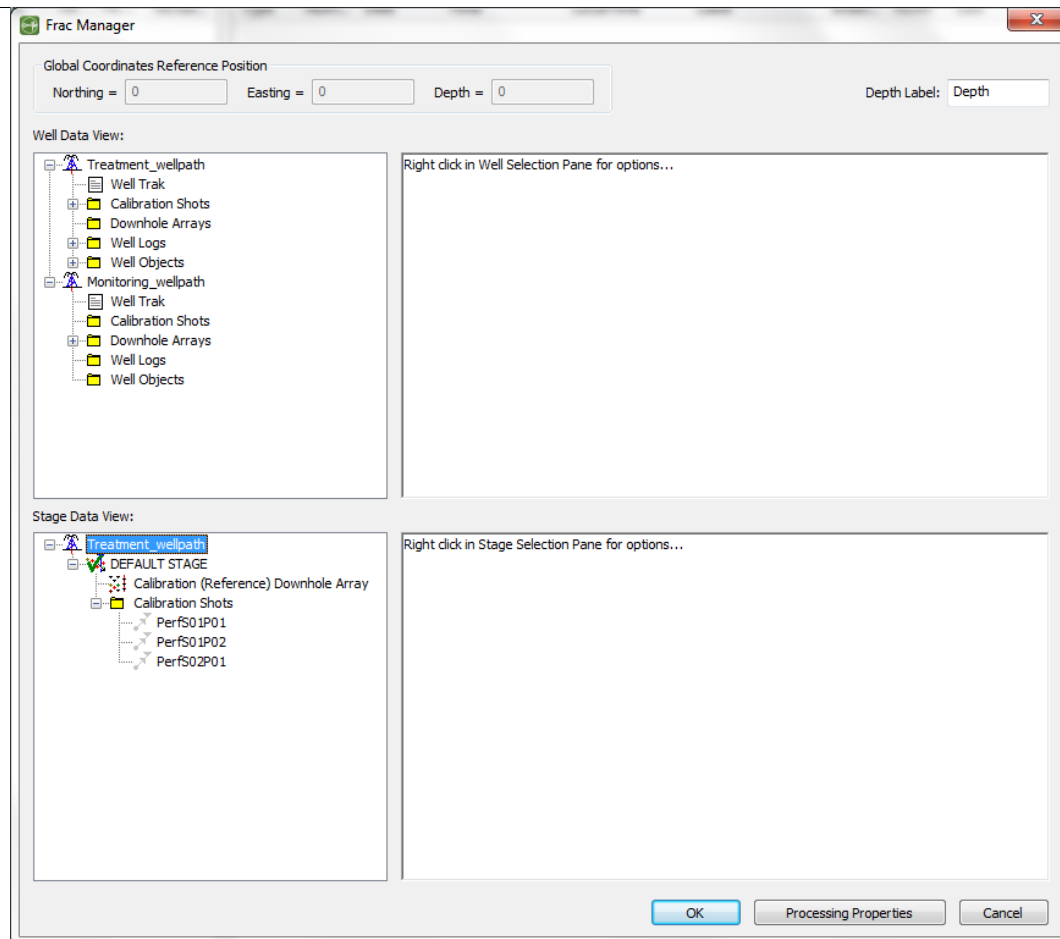 Frac Manager
Global Coordinates Reference Position
Northing = 0 Easting = 0 Depth = 0 Depth Label: Depth
Well Data View:
Treatment_wellpath
Well Trak
Calibration Shots
Downhole Arrays
Well Logs
Well Objects
Monitoring_wellpath
Well Trak
Calibration Shots
Downhole Arrays
Well Logs
Well Objects
Right click in Well Selection Pane for options...
Stage Data View:
Treatment_wellpath
DEFAULT STAGE
Calibration (Reference) Downhole Array
Calibration Shots
PerfS01P01
PerfS01P02
PerfS02P01
Right click in Stage Selection Pane for options...
OK Processing Properties Cancel